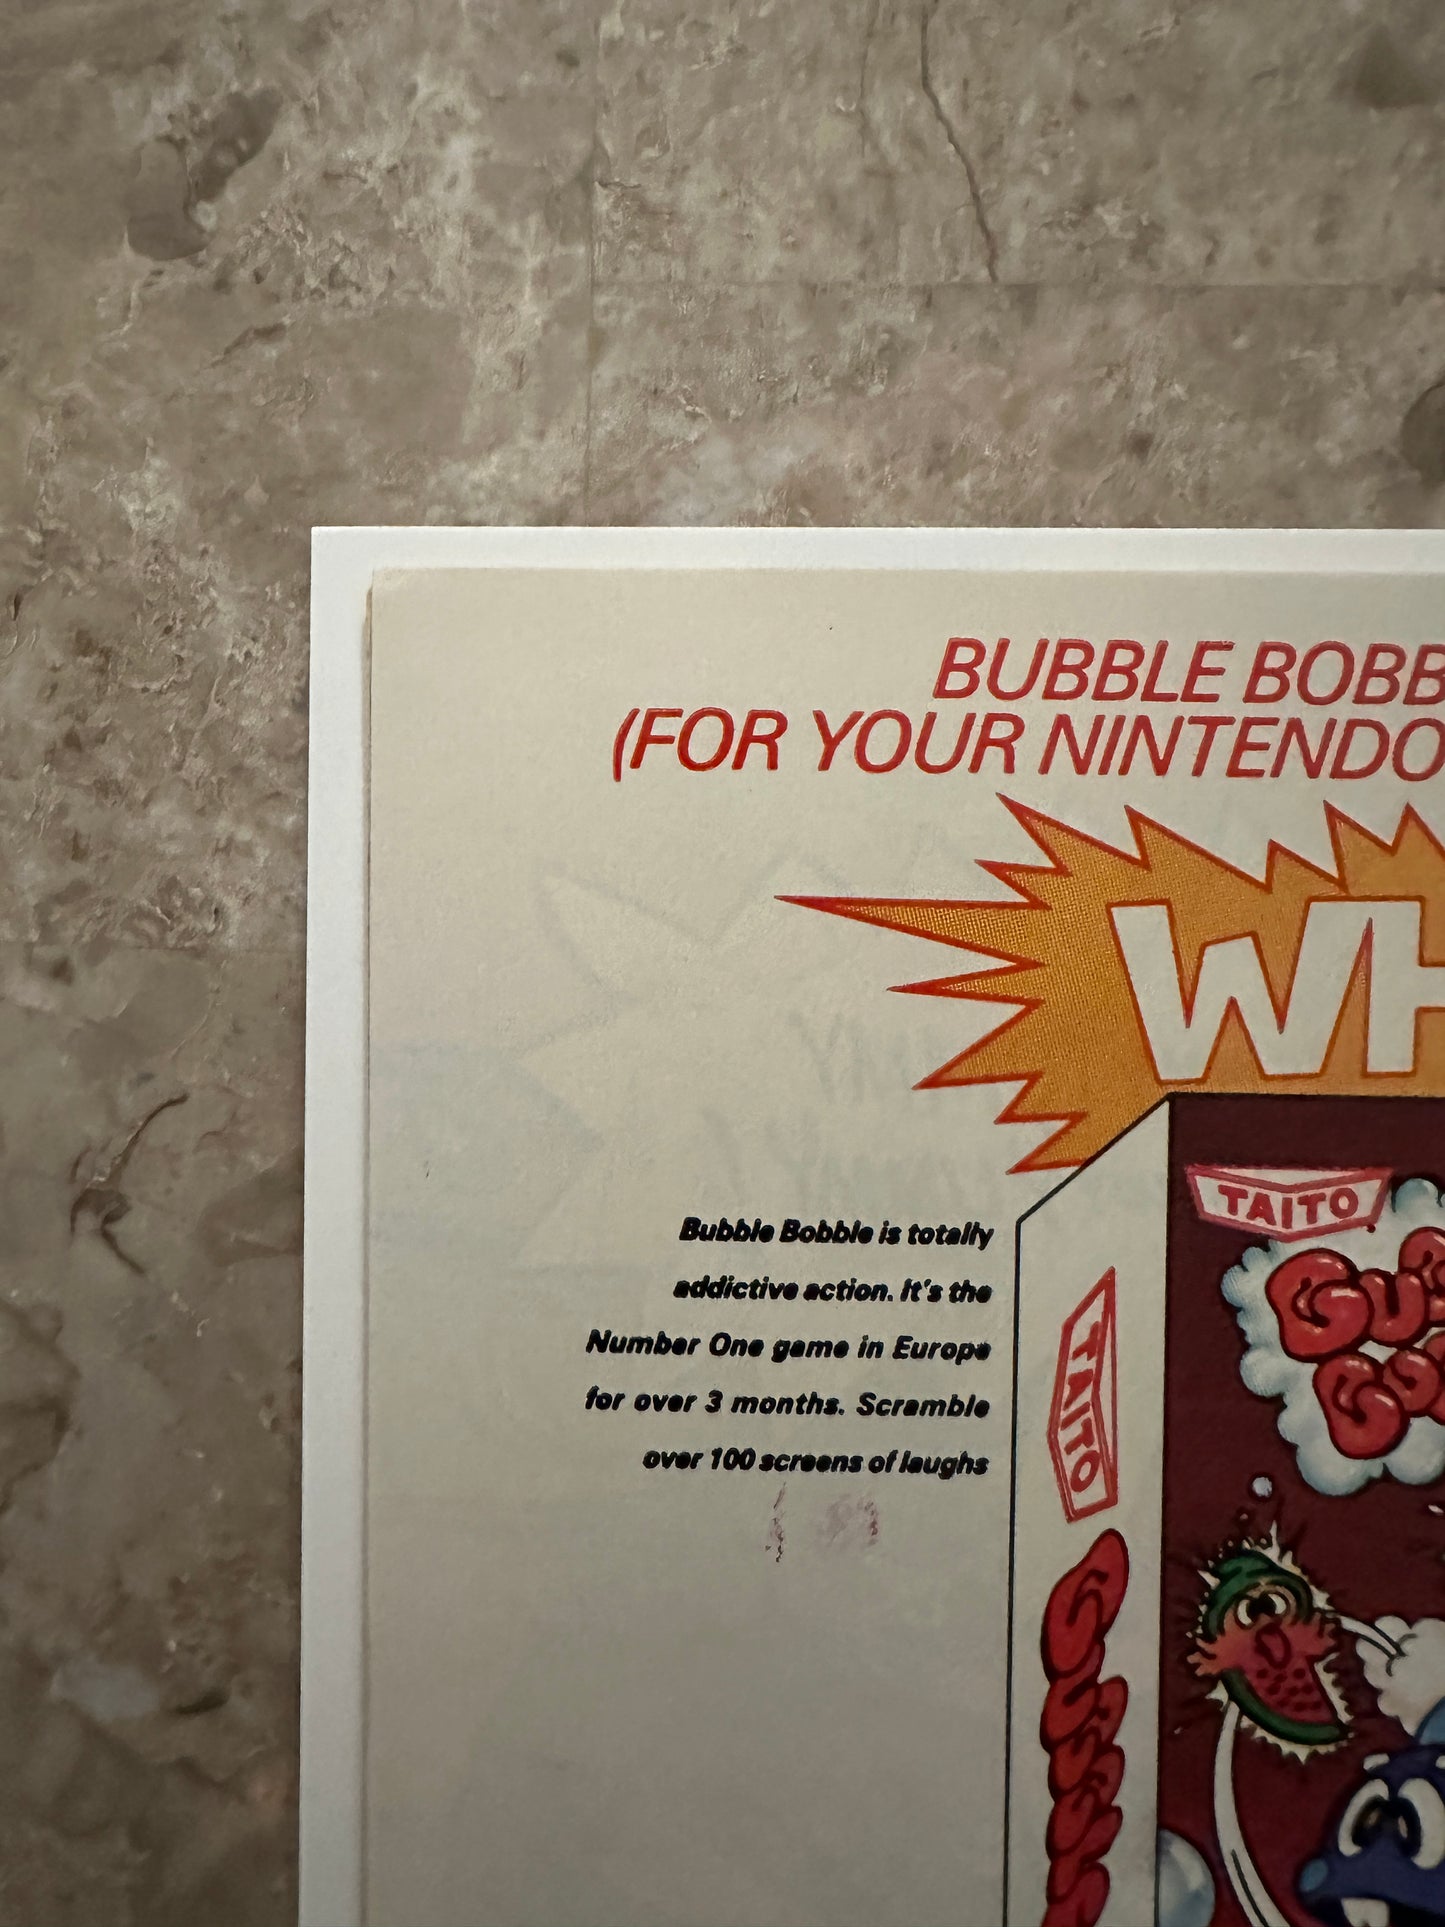 BUBBLE BOBB
(FOR YOUR NINTENDO
WH
TAITO
Bubble Bobble is totally
addictive action. It's the
Number One game in Europe
for over 3 months. Scramble
over 100 screens of laughs
TAITO